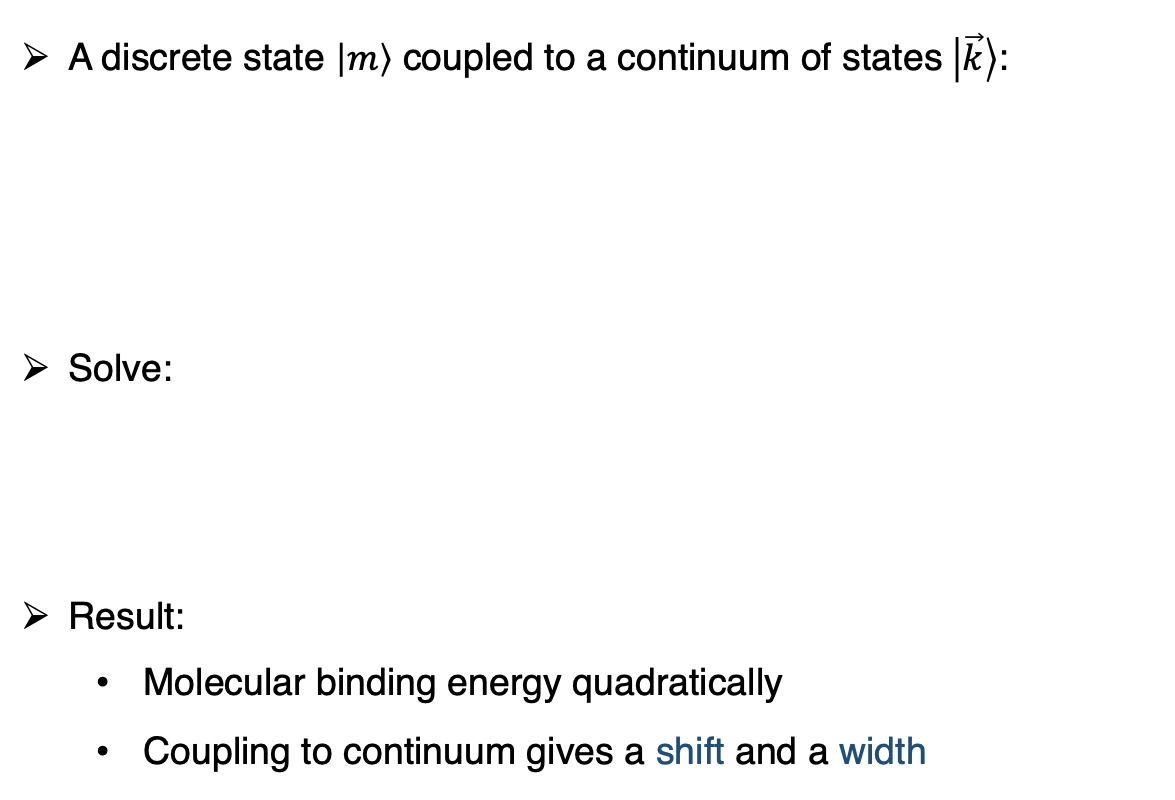 ➢ A discrete state |m⟩ coupled to a continuum of states |k⃗⟩:
➢ Solve:
➢ Result:
• Molecular binding energy quadratically
• Coupling to continuum gives a shift and a width